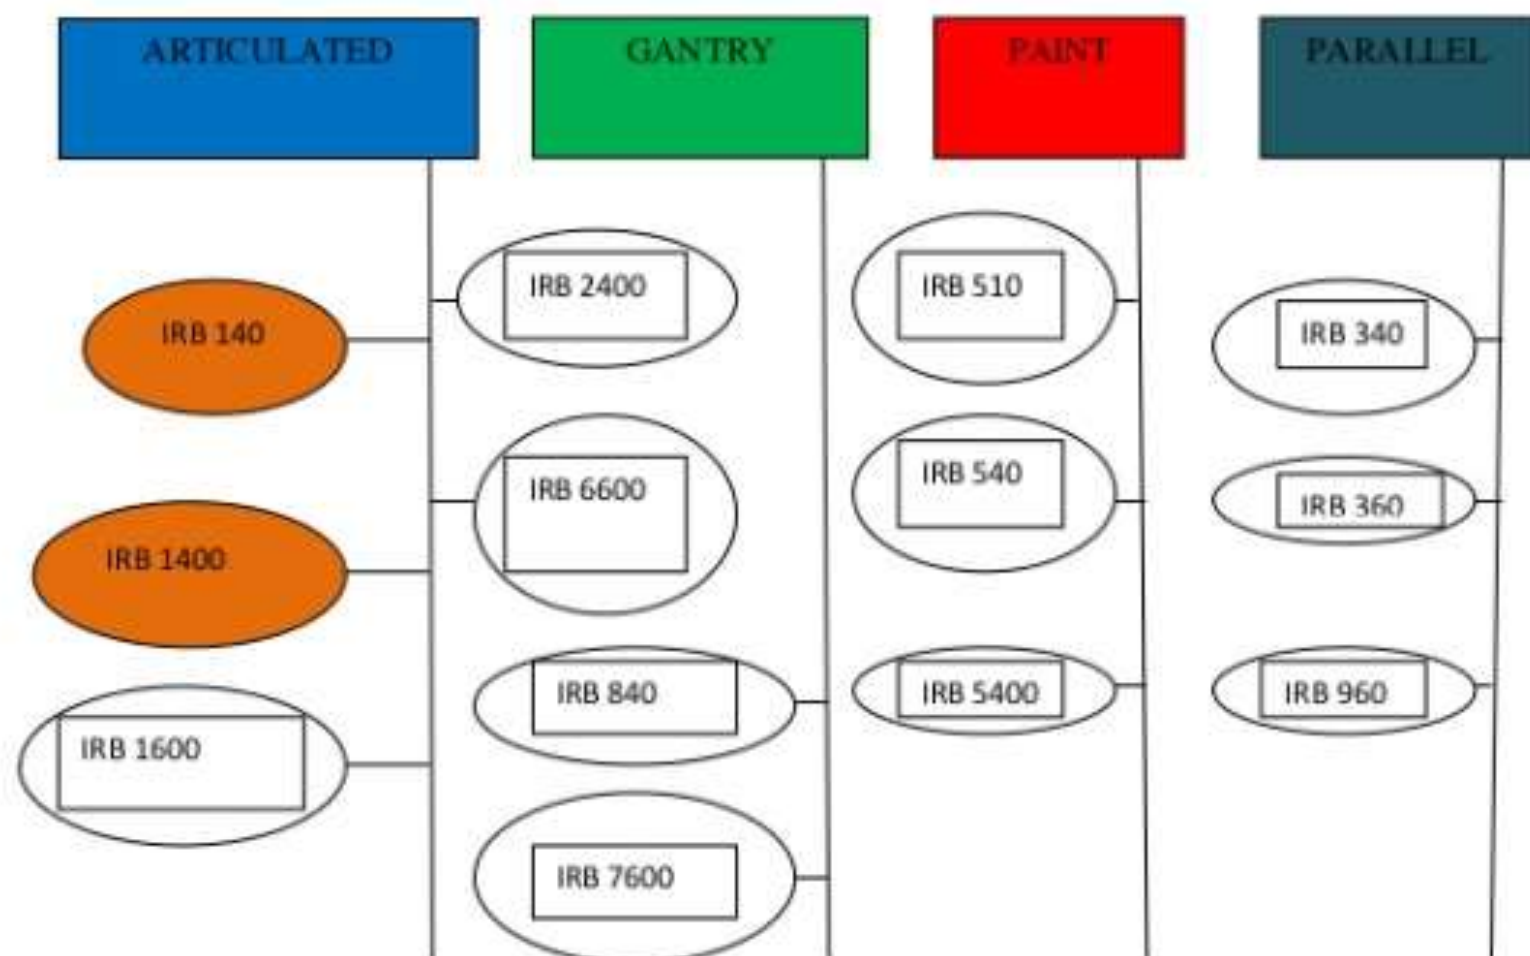 ARTICULATED
GANTRY
PAINT
PARALLEL
IRB 140
IRB 1400
IRB 1600
IRB 2400
IRB 6600
IRB 840
IRB 7600
IRB 510
IRB 540
IRB 5400
IRB 340
IRB 360
IRB 960